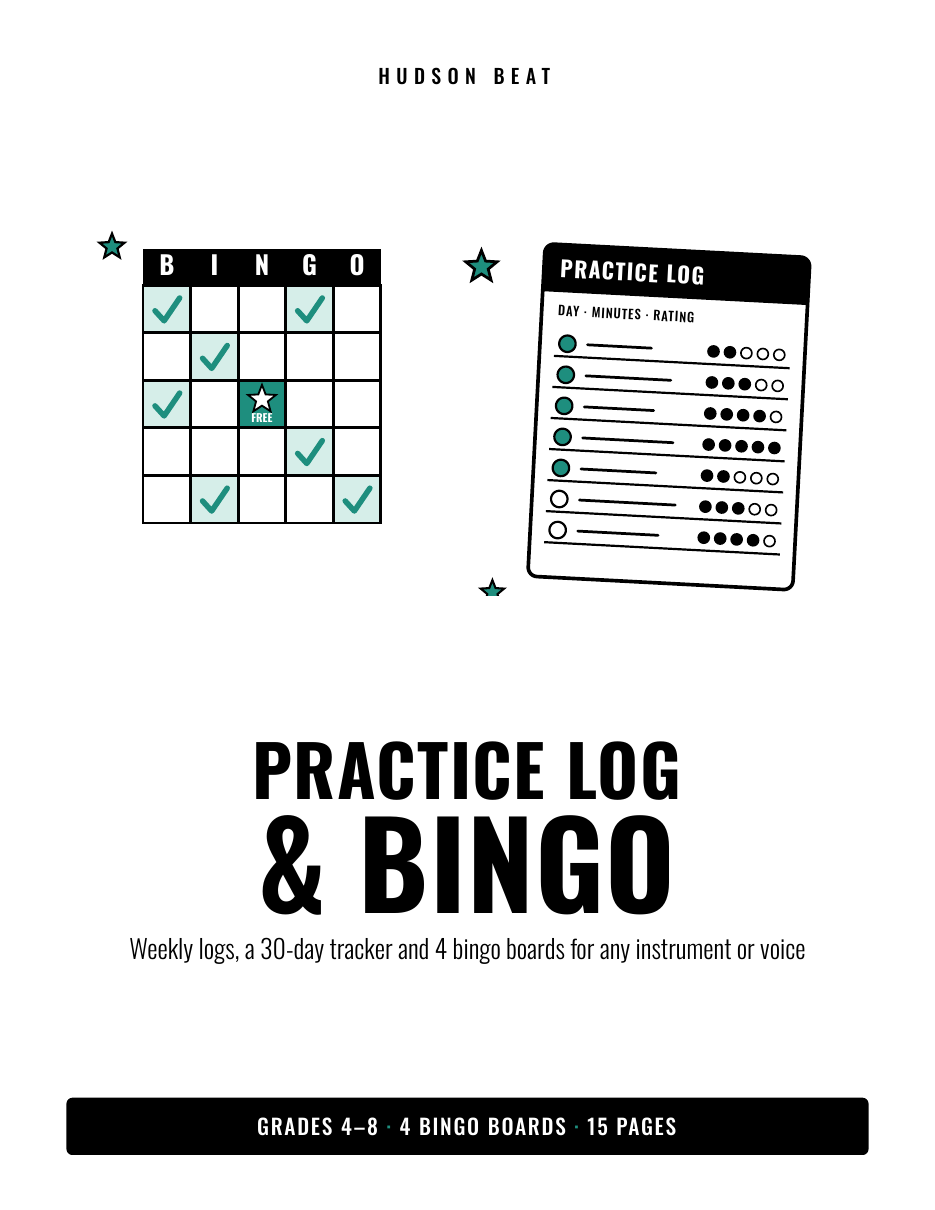 HUDSON BEAT
B I N G O
FREE
PRACTICE LOG
DAY · MINUTES · RATING
PRACTICE LOG
& BINGO
Weekly logs, a 30-day tracker and 4 bingo boards for any instrument or voice
GRADES 4–8 · 4 BINGO BOARDS · 15 PAGES